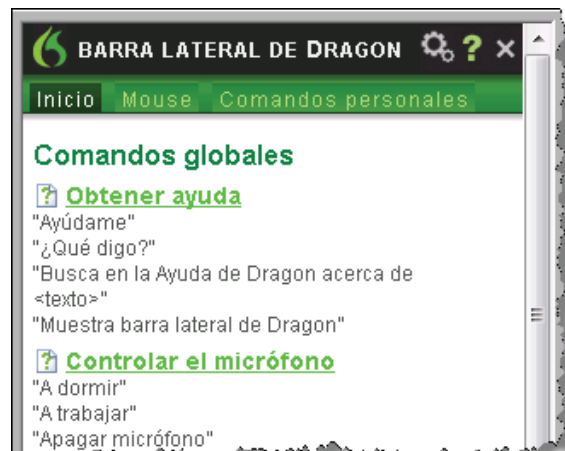 BARRA LATERAL DE DRAGON ?
Inicio Mouse Comandos personales
Comandos globales
Obtener ayuda
"Ayúdame"
"¿Qué digo?"
"Busca en la Ayuda de Dragon acerca de
<texto>"
"Muestra barra lateral de Dragon"
Controlar el micrófono
"A dormir"
"A trabajar"
"Apagar micrófono"